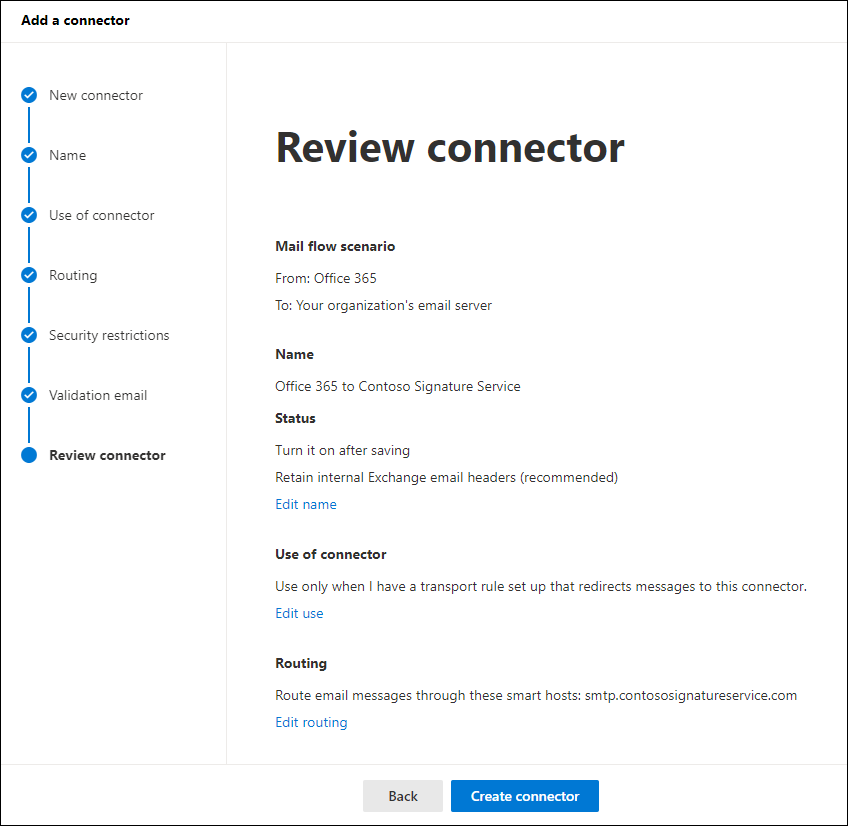 Add a connector
New connector
Name
Use of connector
Routing
Security restrictions
Validation email
Review connector
Review connector
Mail flow scenario
From: Office 365
To: Your organization's email server
Name
Office 365 to Contoso Signature Service
Status
Turn it on after saving
Retain internal Exchange email headers (recommended)
Edit name
Use of connector
Use only when I have a transport rule set up that redirects messages to this connector.
Edit use
Routing
Route email messages through these smart hosts: smtp.contososignatureservice.com
Edit routing
Back
Create connector